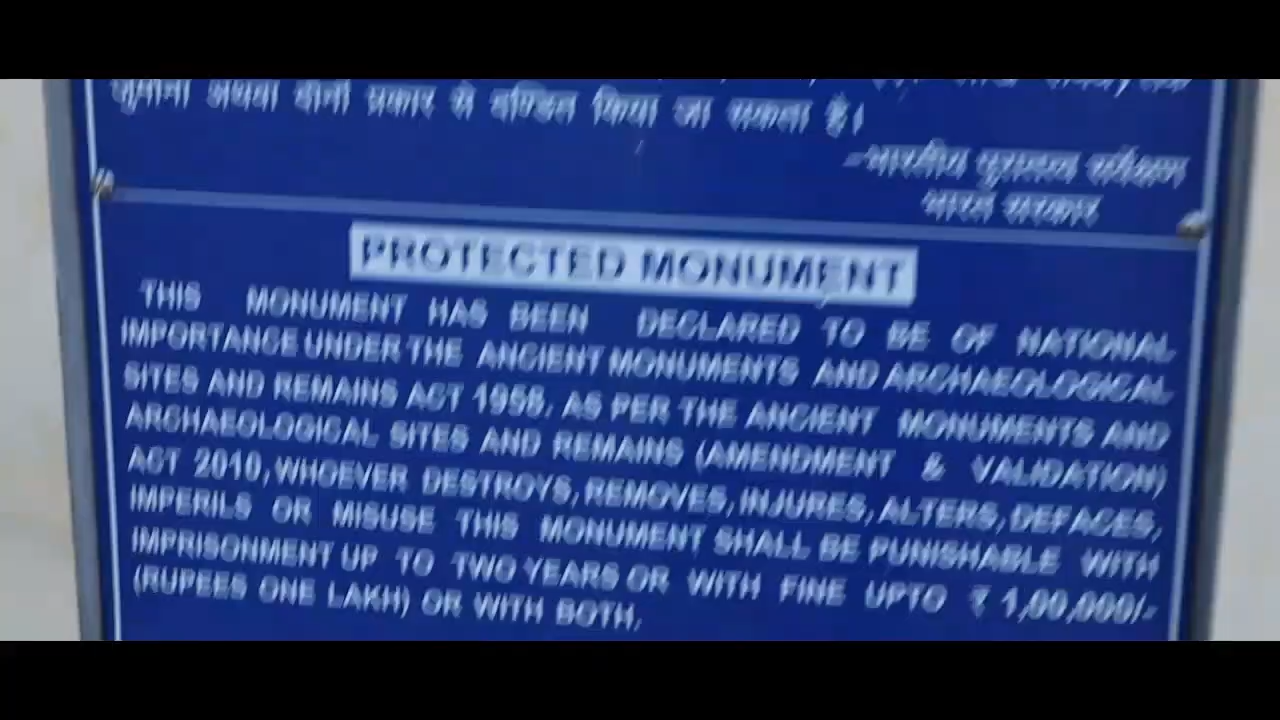 जुर्माना अथवा दोनों प्रकार से दण्डित किया जा सकता है।
-भारतीय पुरातत्व सर्वेक्षण
भारत सरकार
PROTECTED MONUMENT
THIS MONUMENT HAS BEEN DECLARED TO BE OF NATIONAL
IMPORTANCE UNDER THE ANCIENT MONUMENTS AND ARCHAEOLOGICAL
SITES AND REMAINS ACT 1958. AS PER THE ANCIENT MONUMENTS AND
ARCHAEOLOGICAL SITES AND REMAINS (AMENDMENT & VALIDATION)
ACT 2010, WHOEVER DESTROYS, REMOVES, INJURES, ALTERS, DEFACES,
IMPERILS OR MISUSE THIS MONUMENT SHALL BE PUNISHABLE WITH
IMPRISONMENT UP TO TWO YEARS OR WITH FINE UPTO ₹ 1,00,000/-
(RUPEES ONE LAKH) OR WITH BOTH.